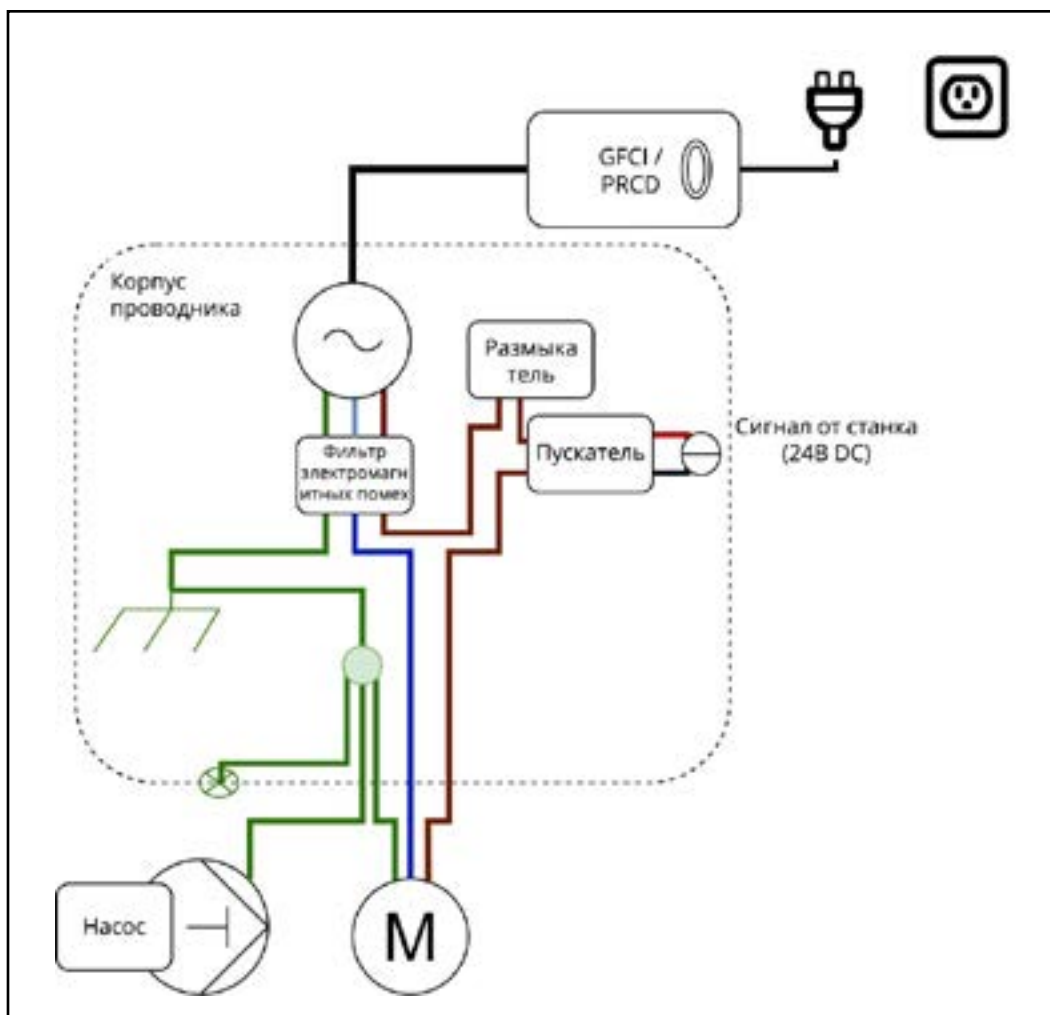 GFCI /
PRCD
Корпус
проводника
Размыка
тель
Пускатель
Сигнал от станка
(24В DC)
Фильтр
электромагн
итных помех
Насос
M